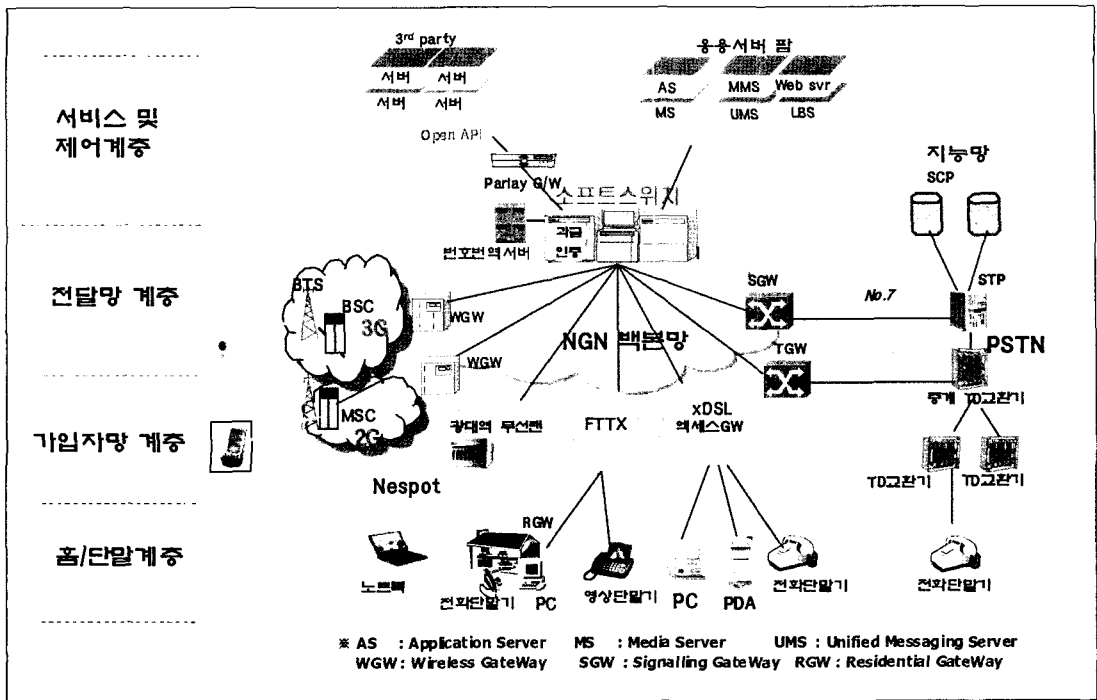 3rd party
응용서버 팜
서버 서버
서버 서버
AS MMS Web svr
MS UMS LBS
서비스 및
제어계층
Open API
Parlay G/W
소프트스위치
지능망
SCP
과금
인증
번호번역서버
전달망 계층
BTS
BSC
3G
WGW
SGW
No.7
STP
NGN 백본망
PSTN
WGW
TGW
중계 TD교환기
MSC
2G
가입자망 계층
광대역 무선랜
FTTX
xDSL
액세스GW
TD교환기 TD교환기
Nespot
RGW
홈/단말계층
노트북
전화단말기 PC
영상단말기
PC
PDA
전화단말기
전화단말기
※ AS : Application Server MS : Media Server UMS : Unified Messaging Server
WGW : Wireless GateWay SGW : Signalling GateWay RGW : Residential GateWay